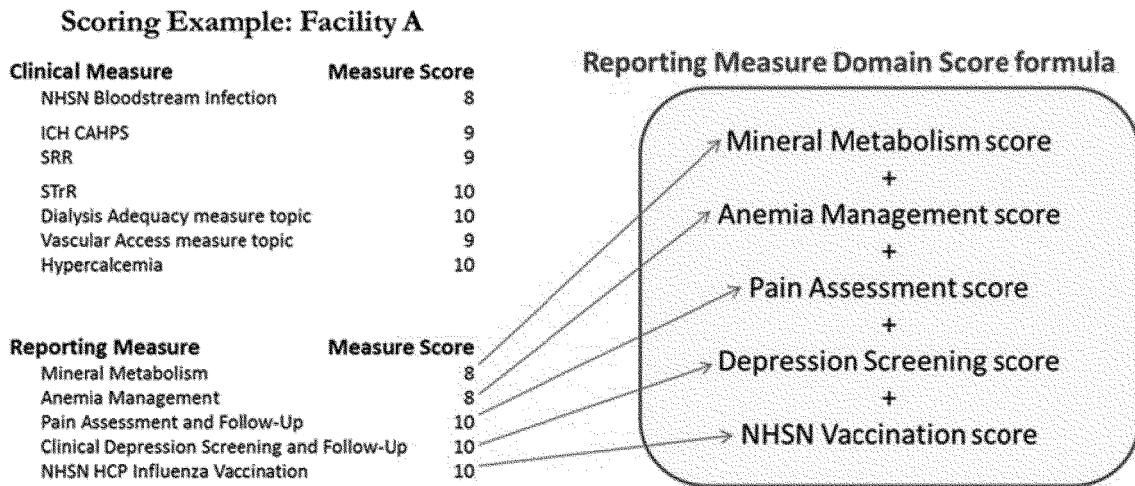 Scoring Example: Facility A
Clinical Measure Measure Score
NHSN Bloodstream Infection 8
ICH CAHPS 9
SRR 9
STrR 10
Dialysis Adequacy measure topic 10
Vascular Access measure topic 9
Hypercalcemia 10
Reporting Measure Measure Score
Mineral Metabolism 8
Anemia Management 8
Pain Assessment and Follow-Up 10
Clinical Depression Screening and Follow-Up 10
NHSN HCP Influenza Vaccination 10
Reporting Measure Domain Score formula
Mineral Metabolism score
+
Anemia Management score
+
Pain Assessment score
+
Depression Screening score
+
NHSN Vaccination score